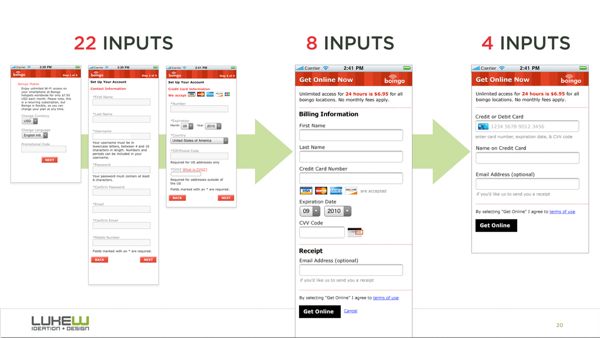 22 INPUTS
8 INPUTS
4 INPUTS
boingo
Change Currency
Change Language
Promotional Code
NEXT
Set Up Your Account
Contact Information
*First Name
*Last Name
*Username
*Password
*Confirm Password
*Email
*Confirm Email
*Mobile Number
Fields marked with an * are required.
BACK
NEXT
Set Up Your Account
Credit Card Information
We accept
*Number
*Expiration
2010
*Country
United States of America
Required for US addresses only
Required for addresses outside of the US
Fields marked with an * are required.
BACK
NEXT
Carrier
2:41 PM
Get Online Now
boingo
Unlimited access for 24 hours is $6.95 for all
boingo locations. No monthly fees apply.
Billing Information
First Name
Last Name
Credit Card Number
are accepted
Expiration Date
09
2010
CVV Code
Receipt
Email Address (optional)
if you'd like us to send you a receipt
By selecting "Get Online" I agree to terms of use
Get Online
Cancel
Carrier
2:41 PM
Get Online Now
boingo
Unlimited access for 24 hours is $6.95 for all
boingo locations. No monthly fees apply.
Credit or Debit Card
1234 5678 9012 3456
enter card number, expiration date, & CVV code
Name on Credit Card
Email Address (optional)
if you'd like us to send you a receipt
By selecting "Get Online" I agree to terms of use
Get Online
LUKEW
IDEATION + DESIGN
20